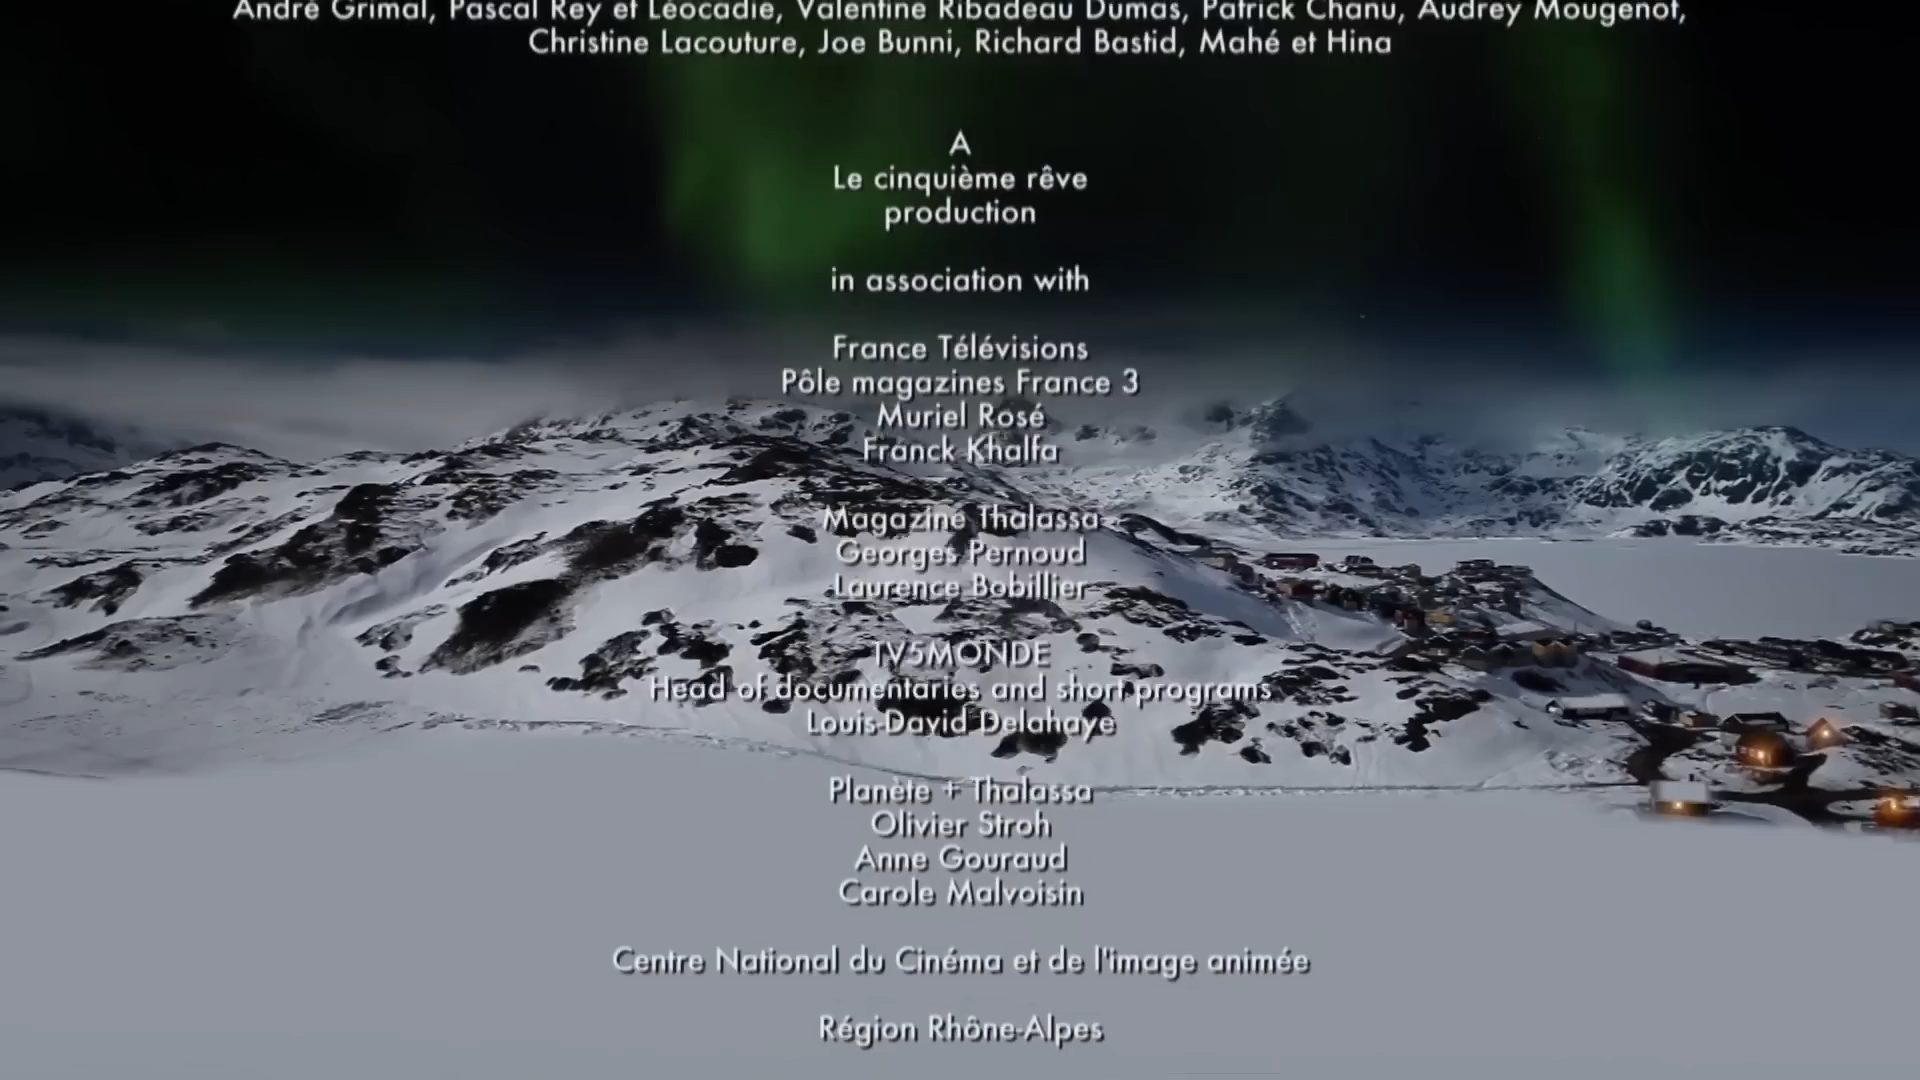 André Grimal, Pascal Rey et Léocadie, Valentine Ribadeau Dumas, Patrick Chanu, Audrey Mougenot,
Christine Lacouture, Joe Bunni, Richard Bastid, Mahé et Hina
A
Le cinquième rêve
production
in association with
France Télévisions
Pôle magazines France 3
Muriel Rosé
Franck Khalfa
Magazine Thalassa
Georges Pernoud
Laurence Bobillier
TV5MONDE
Head of documentaries and short programs
Louis-David Delahaye
Planète + Thalassa
Olivier Stroh
Anne Gouraud
Carole Malvoisin
Centre National du Cinéma et de l'image animée
Région Rhône-Alpes